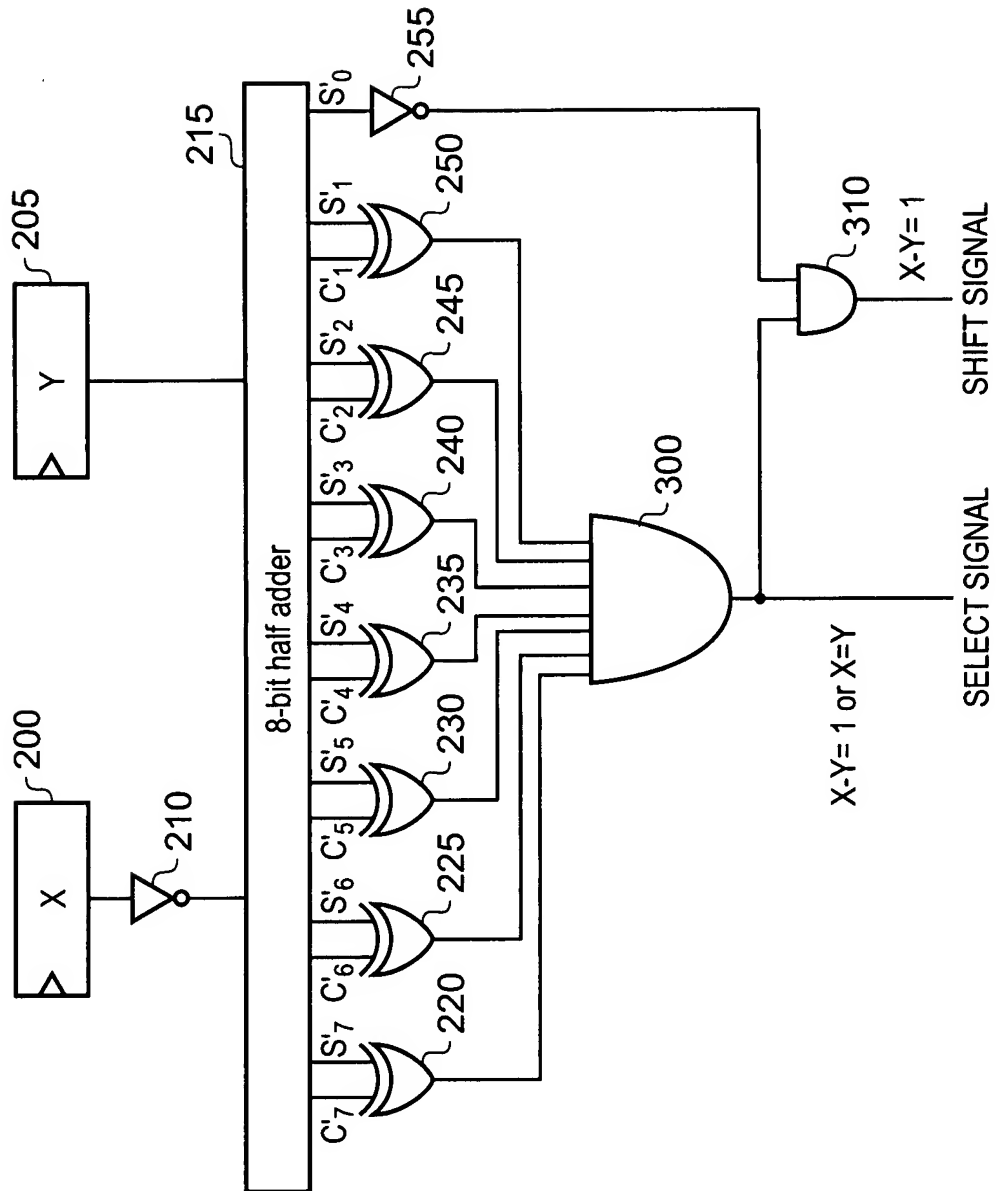 200
X
210
205
Y
215
8-bit half adder
C'7 S'7
C'6 S'6
C'5 S'5
C'4 S'4
C'3 S'3
C'2 S'2
C'1 S'1
S'0
220
225
230
235
240
245
250
255
300
310
X-Y= 1 or X=Y
X-Y= 1
SELECT SIGNAL
SHIFT SIGNAL